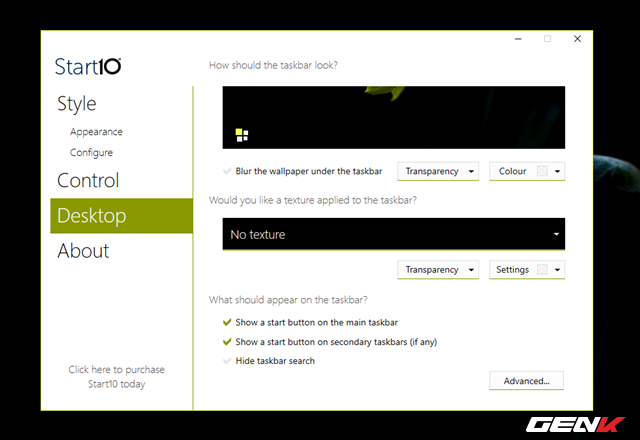 Start10
How should the taskbar look?
Style
Appearance
Configure
Control
Desktop
About
Blur the wallpaper under the taskbar
Transparency
Colour
Would you like a texture applied to the taskbar?
No texture
Transparency
Settings
What should appear on the taskbar?
Show a start button on the main taskbar
Show a start button on secondary taskbars (if any)
Hide taskbar search
Click here to purchase
Start10 today
Advanced...
GENK